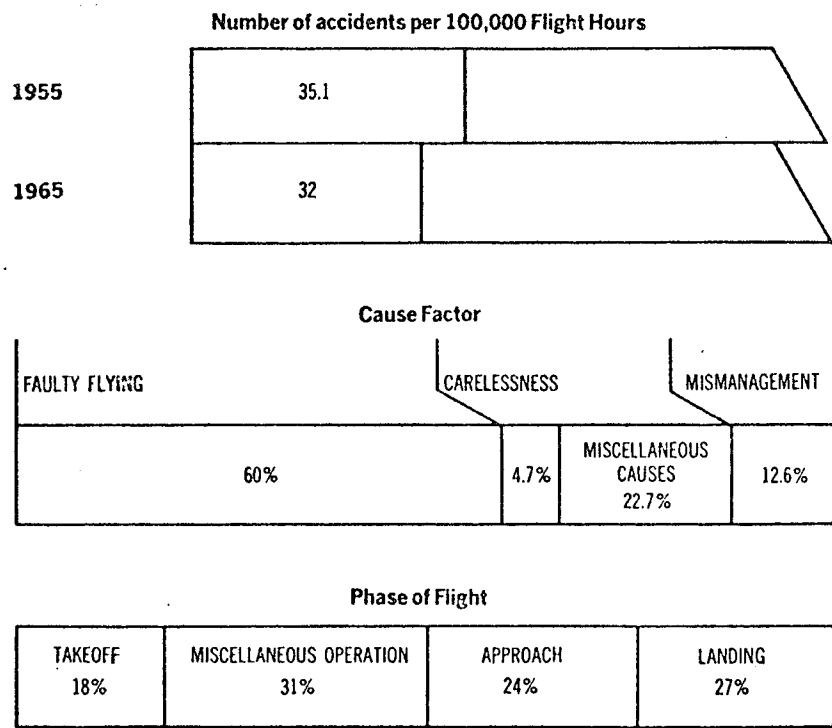 Number of accidents per 100,000 Flight Hours
1955
35.1
1965
32
Cause Factor
FAULTY FLYING
CARELESSNESS
MISMANAGEMENT
60%
4.7%
MISCELLANEOUS
CAUSES
22.7%
12.6%
Phase of Flight
TAKEOFF
18%
MISCELLANEOUS OPERATION
31%
APPROACH
24%
LANDING
27%